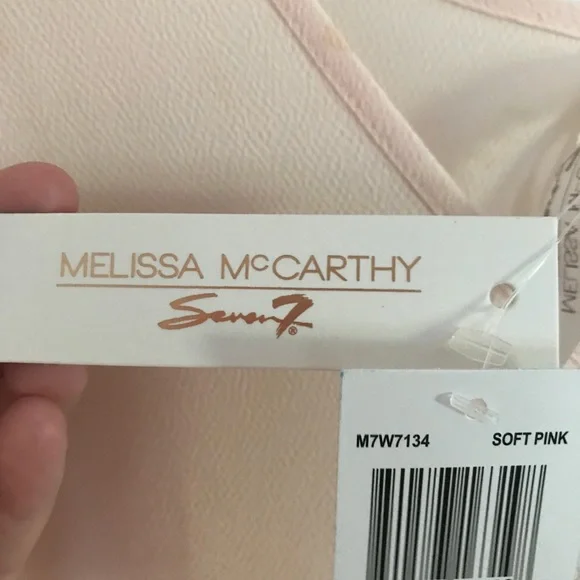 MELISSA McCARTHY
Seven7®
M7W7134 SOFT PINK